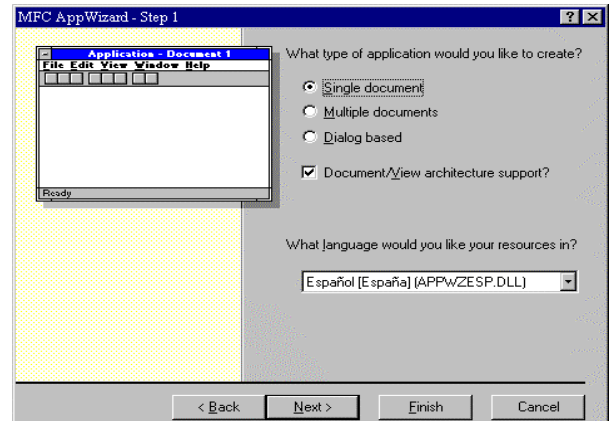 MFC AppWizard - Step 1
Application - Document 1
File Edit View Window Help
Ready
What type of application would you like to create?
Single document
Multiple documents
Dialog based
Document/View architecture support?
What language would you like your resources in?
Español [España] (APPWZESP.DLL)
< Back
Next >
Finish
Cancel